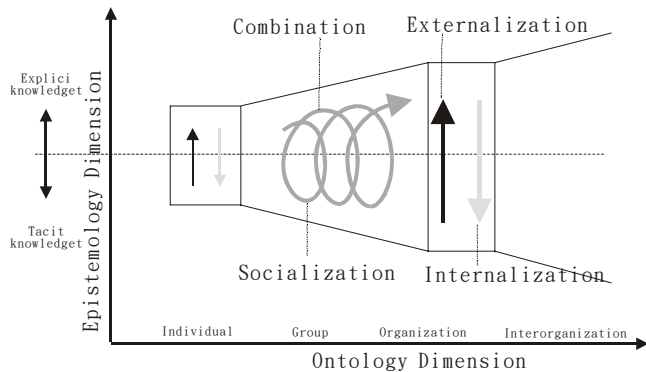 Combination
Externalization
Explici
knowledget
Epistemology Dimension
Tacit
knowledget
Socialization
Internalization
Individual
Group
Organization
Interorganization
Ontology Dimension